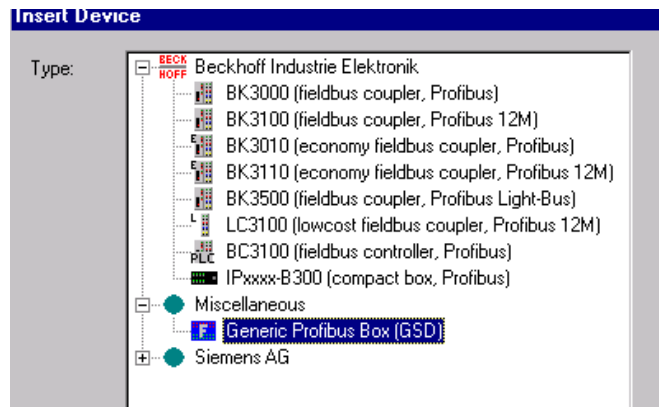 Insert Device
Type:
BECK
HOFF
Beckhoff Industrie Elektronik
BK3000 (fieldbus coupler, Profibus)
BK3100 (fieldbus coupler, Profibus 12M)
E
BK3010 (economy fieldbus coupler, Profibus)
E
BK3110 (economy fieldbus coupler, Profibus 12M)
BK3500 (fieldbus coupler, Profibus Light-Bus)
L
LC3100 (lowcost fieldbus coupler, Profibus 12M)
PLC
BC3100 (fieldbus controller, Profibus)
IPxxxx-B300 (compact box, Profibus)
Miscellaneous
F
Generic Profibus Box (GSD)
Siemens AG